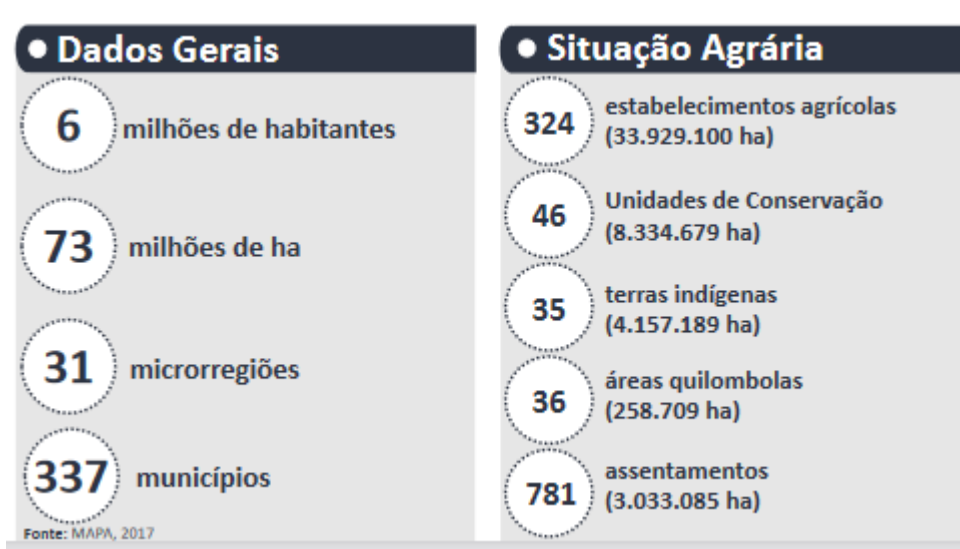 Dados Gerais
6 milhões de habitantes
73 milhões de ha
31 microrregiões
337 municípios
Fonte: MAPA, 2017
Situação Agrária
324 estabelecimentos agrícolas
(33.929.100 ha)
46 Unidades de Conservação
(8.334.679 ha)
35 terras indígenas
(4.157.189 ha)
36 áreas quilombolas
(258.709 ha)
781 assentamentos
(3.033.085 ha)